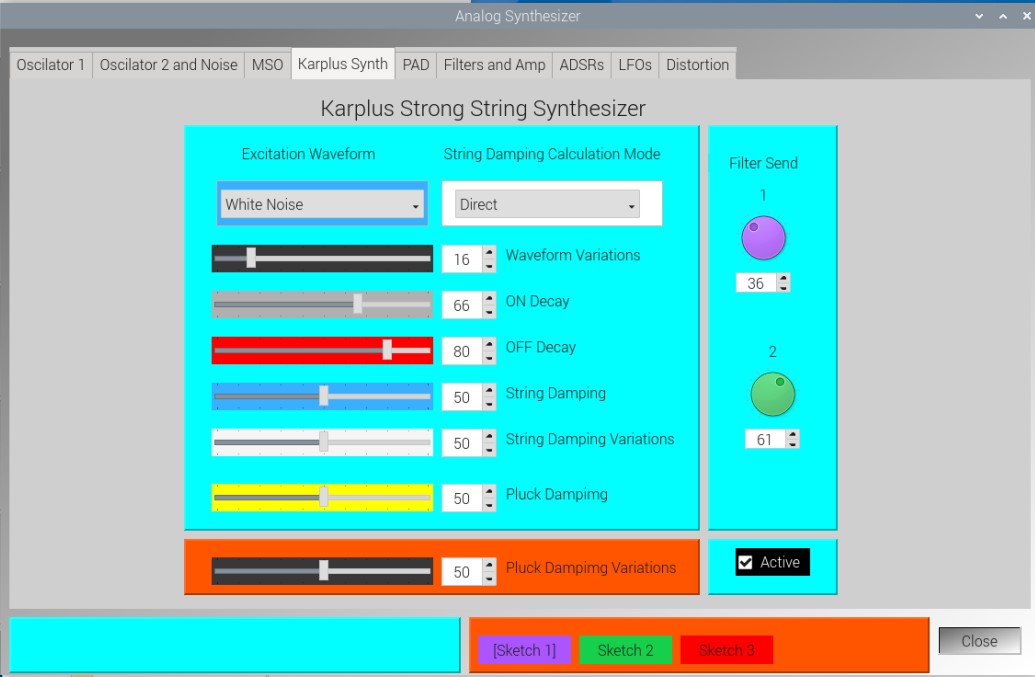 Analog Synthesizer
Oscilator 1 Oscilator 2 and Noise MSO Karplus Synth PAD Filters and Amp ADSRs LFOs Distortion
Karplus Strong String Synthesizer
Excitation Waveform String Damping Calculation Mode
White Noise Direct
16 Waveform Variations
66 ON Decay
80 OFF Decay
50 String Damping
50 String Damping Variations
50 Pluck Dampimg
50 Pluck Dampimg Variations
Filter Send
1
36
2
61
Active
[Sketch 1] Sketch 2 Sketch 3
Close